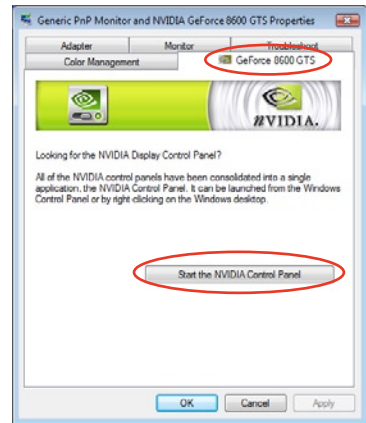 Generic PnP Monitor and NVIDIA GeForce 8600 GTS Properties
Adapter Monitor Troubleshoot
Color Management GeForce 8600 GTS
NVIDIA.
Looking for the NVIDIA Display Control Panel?
All of the NVIDIA control panels have been consolidated into a single
application, the NVIDIA Control Panel. It can be launched from the Windows
Control Panel or by right clicking on the Windows desktop.
Start the NVIDIA Control Panel
OK Cancel Apply